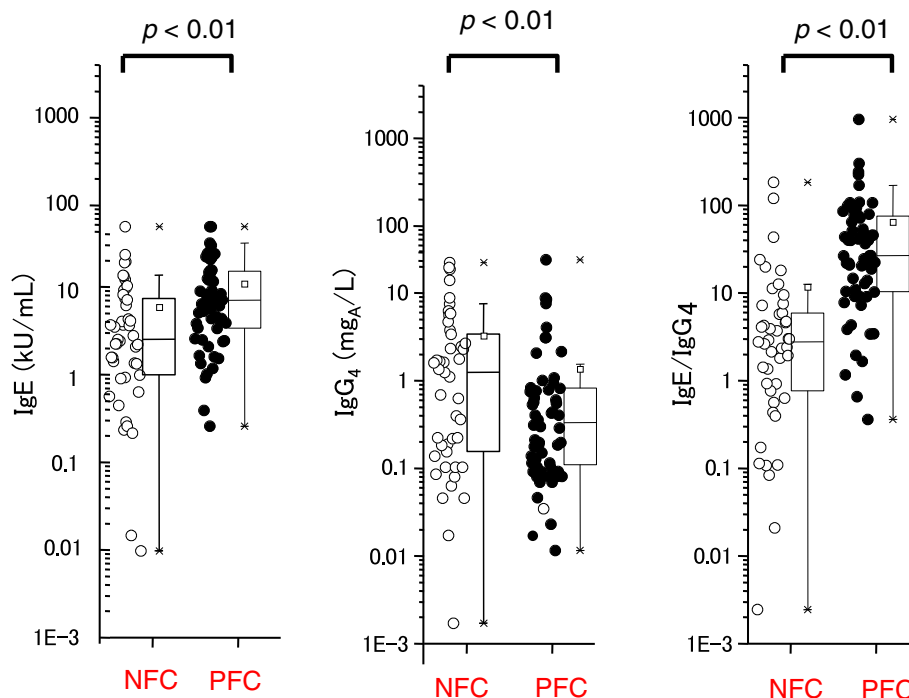 p < 0.01
p < 0.01
p < 0.01
IgE (kU/mL)
1000
100
10
1
0.1
0.01
1E-3
NFC
PFC
IgG4 (mgA/L)
1000
100
10
1
0.1
0.01
1E-3
NFC
PFC
IgE/IgG4
1000
100
10
1
0.1
0.01
1E-3
NFC
PFC